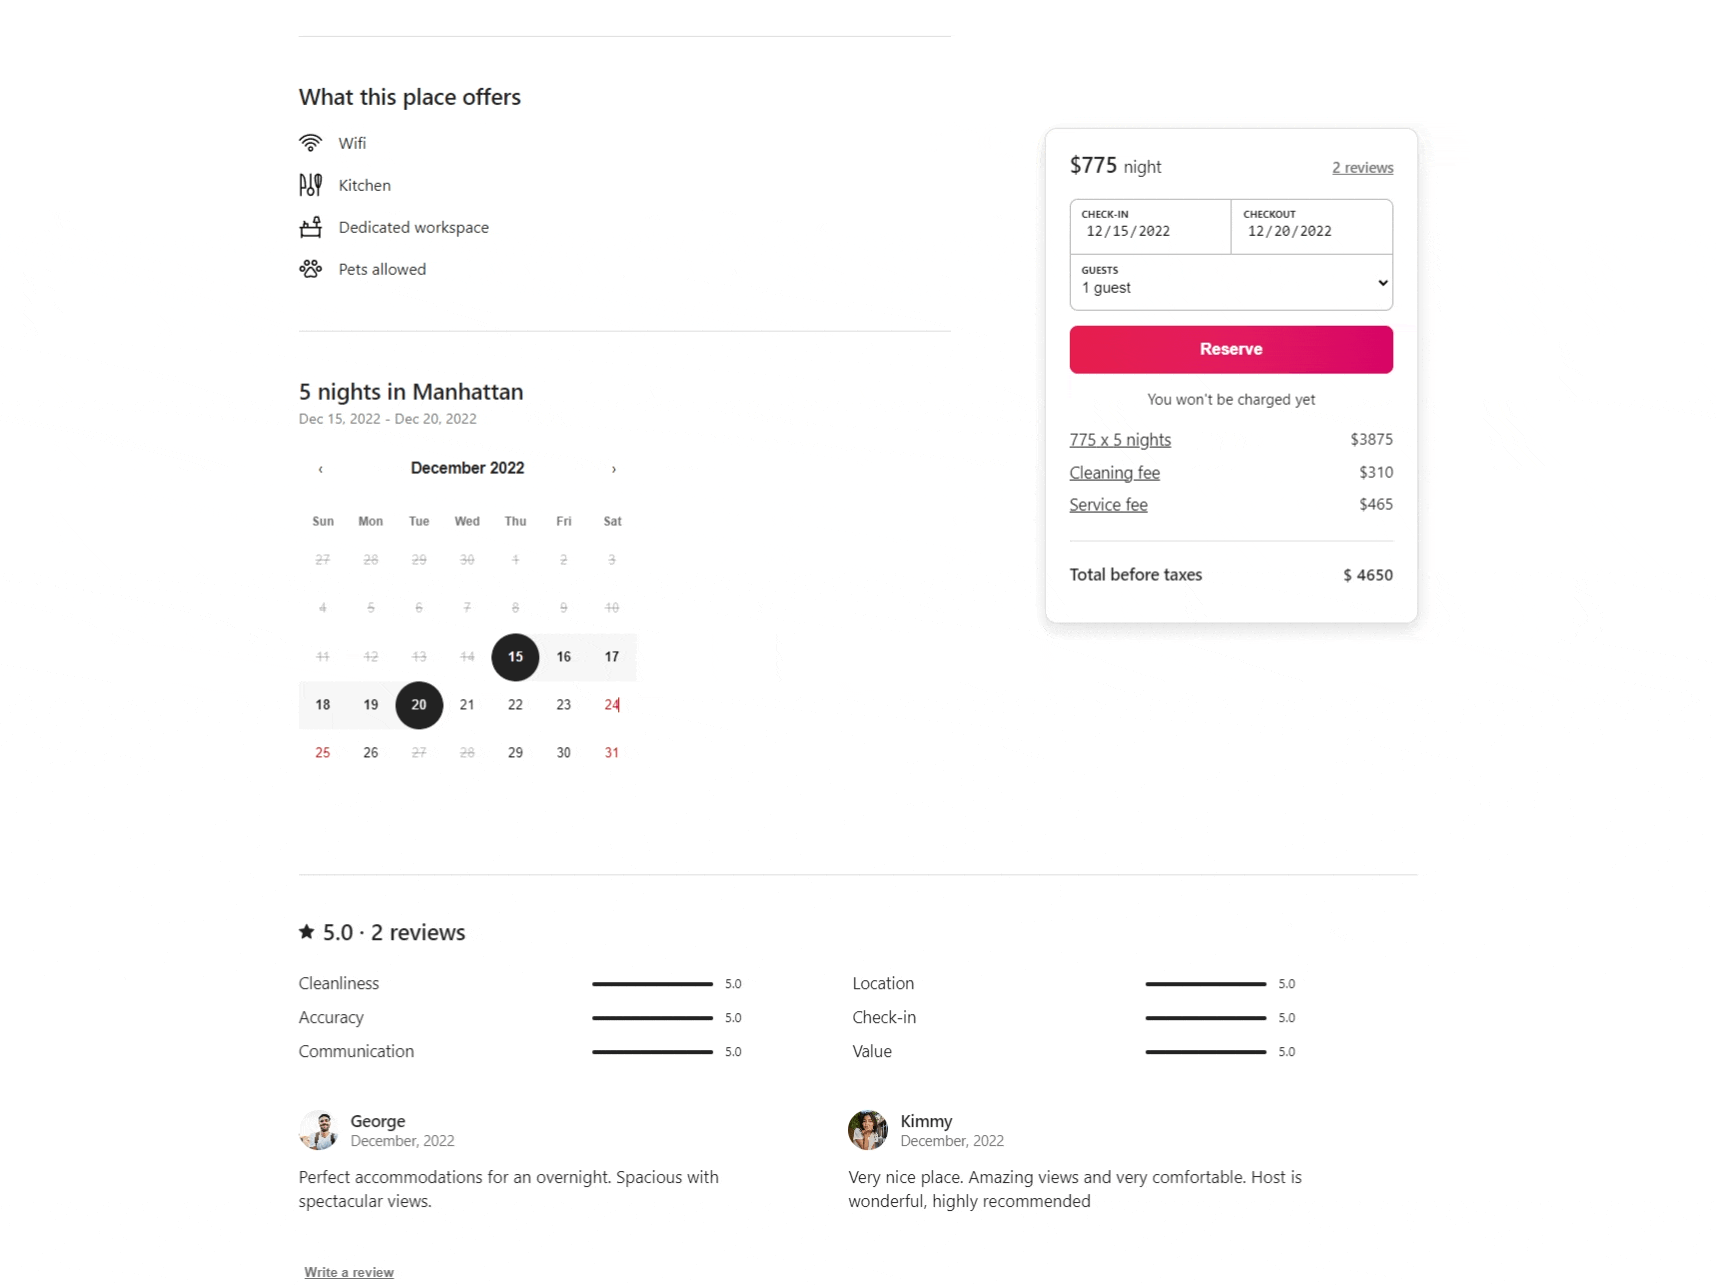 What this place offers
Wifi
Kitchen
Dedicated workspace
Pets allowed
$775 night
2 reviews
CHECK-IN
12/15/2022
CHECKOUT
12/20/2022
GUESTS
1 guest
Reserve
You won't be charged yet
775 x 5 nights $3875
Cleaning fee $310
Service fee $465
Total before taxes $ 4650
5 nights in Manhattan
Dec 15, 2022 - Dec 20, 2022
‹ December 2022 ›
Sun Mon Tue Wed Thu Fri Sat
27 28 29 30 1 2 3
4 5 6 7 8 9 10
11 12 13 14 15 16 17
18 19 20 21 22 23 24
25 26 27 28 29 30 31
5.0 · 2 reviews
Cleanliness 5.0
Location 5.0
Accuracy 5.0
Check-in 5.0
Communication 5.0
Value 5.0
George
December, 2022
Perfect accommodations for an overnight. Spacious with
spectacular views.
Kimmy
December, 2022
Very nice place. Amazing views and very comfortable. Host is
wonderful, highly recommended
Write a review